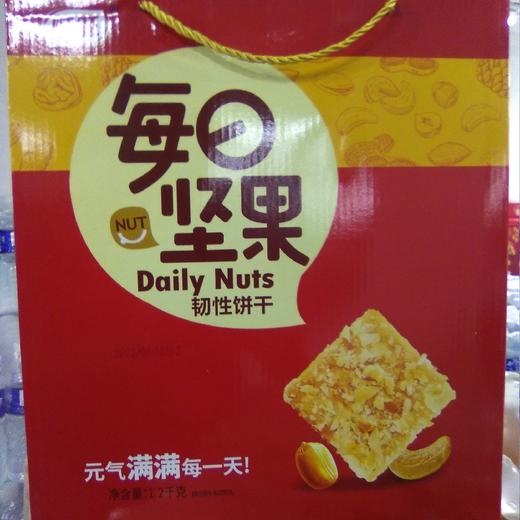 每日
NUT
坚果
Daily Nuts
韧性饼干
元气满满每一天!
净含量:1.2千克